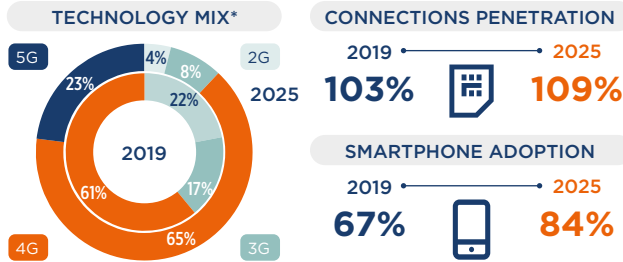 TECHNOLOGY MIX*
5G
4%
2G
23%
8%
22%
2025
2019
61%
17%
65%
4G
3G
CONNECTIONS PENETRATION
2019 2025
103% 109%
SMARTPHONE ADOPTION
2019 2025
67% 84%